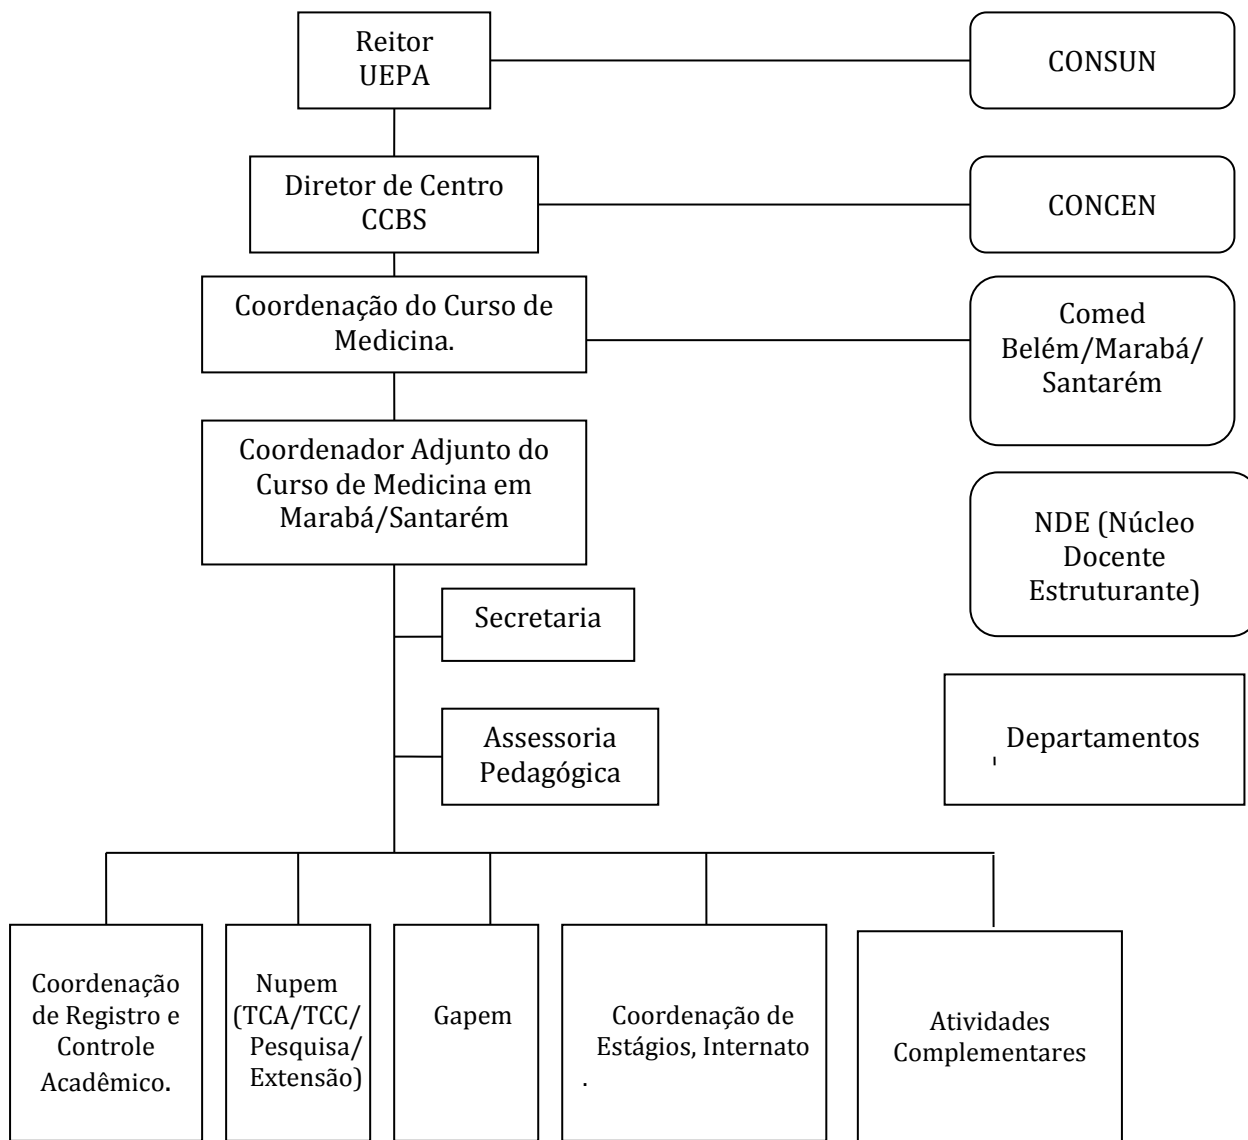 Reitor
UEPA
CONSUN
Diretor de Centro
CCBS
CONCEN
Coordenação do Curso de
Medicina.
Comed
Belém/Marabá/
Santarém
Coordenador Adjunto do
Curso de Medicina em
Marabá/Santarém
NDE (Núcleo
Docente
Estruturante)
Secretaria
Assessoria
Pedagógica
Departamentos
Coordenação
de Registro e
Controle
Acadêmico.
Nupem
(TCA/TCC/
Pesquisa/
Extensão)
Gapem
Coordenação de
Estágios, Internato
.
Atividades
Complementares